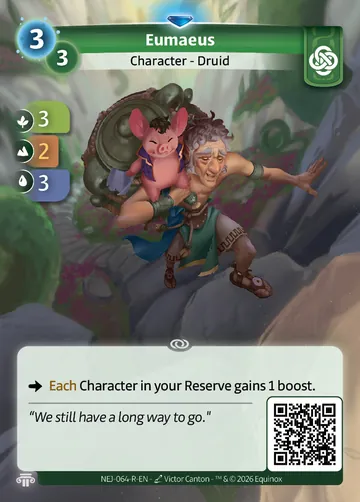 3
3
Eumaeus
Character - Druid
3
2
3
Each Character in your Reserve gains 1 boost.
"We still have a long way to go."
NEJ-064-R-EN - Victor Canton - ™ & © 2026 Equinox